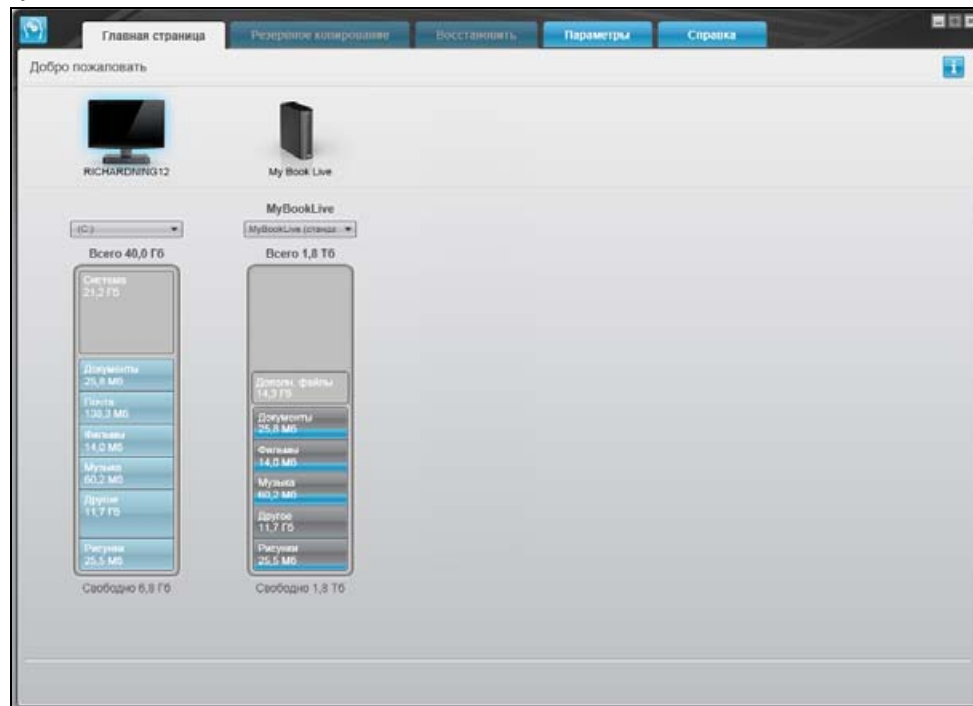 Главная страница
Резервное копирование
Восстановить
Параметры
Справка
Добро пожаловать
RICHARDNING12
My Book Live
MyBookLive
(C:)
MyBookLive (станда
Всего 40,0 Гб
Всего 1,8 Тб
Система
21,2 Гб
Документы
25,8 Мб
Почта
138,3 Мб
Фильмы
14,0 Мб
Музыка
60,2 Мб
Другое
11,7 Гб
Рисунки
25,5 Мб
Свободно 6,8 Гб
Дополн. файлы
14,3 Гб
Документы
25,8 Мб
Фильмы
14,0 Мб
Музыка
60,2 Мб
Другое
11,7 Гб
Рисунки
25,5 Мб
Свободно 1,8 Тб